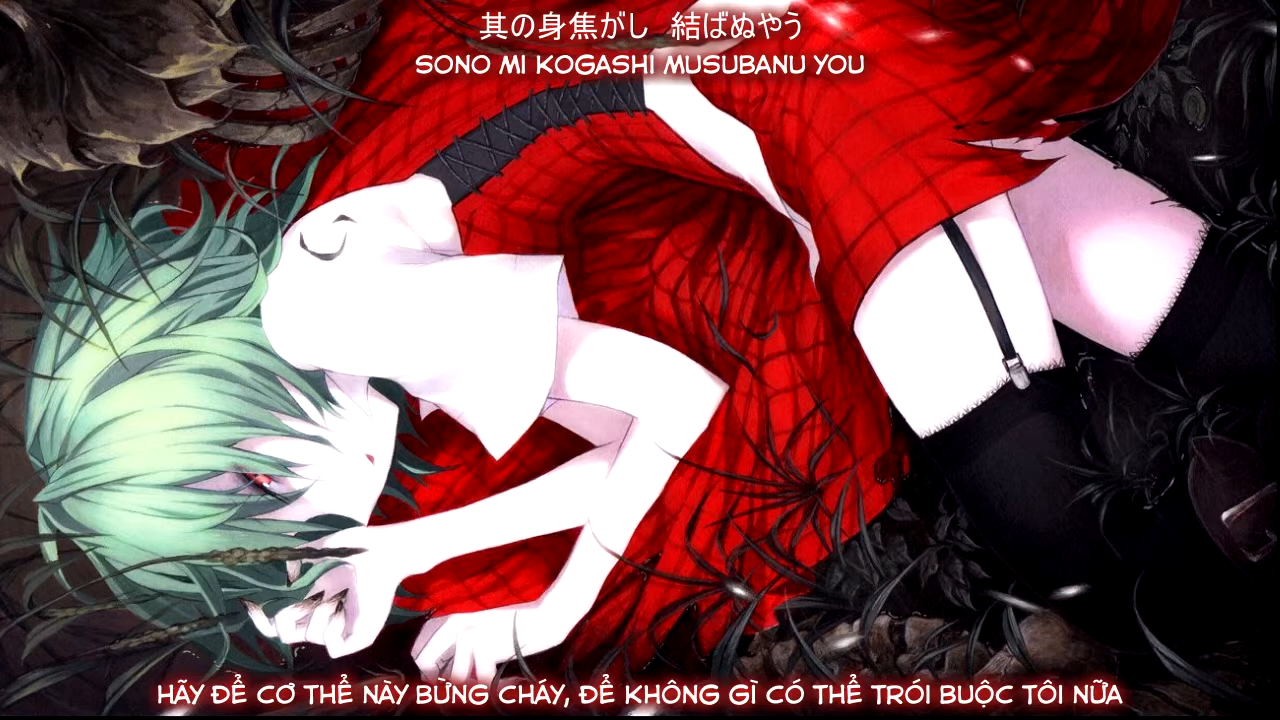 其の身焦がし　結ばぬやう
SONO MI KOGASHI MUSUBANU YOU
HÃY ĐỂ CƠ THỂ NÀY BỪNG CHÁY, ĐỂ KHÔNG GÌ CÓ THỂ TRÓI BUỘC TÔI NỮA